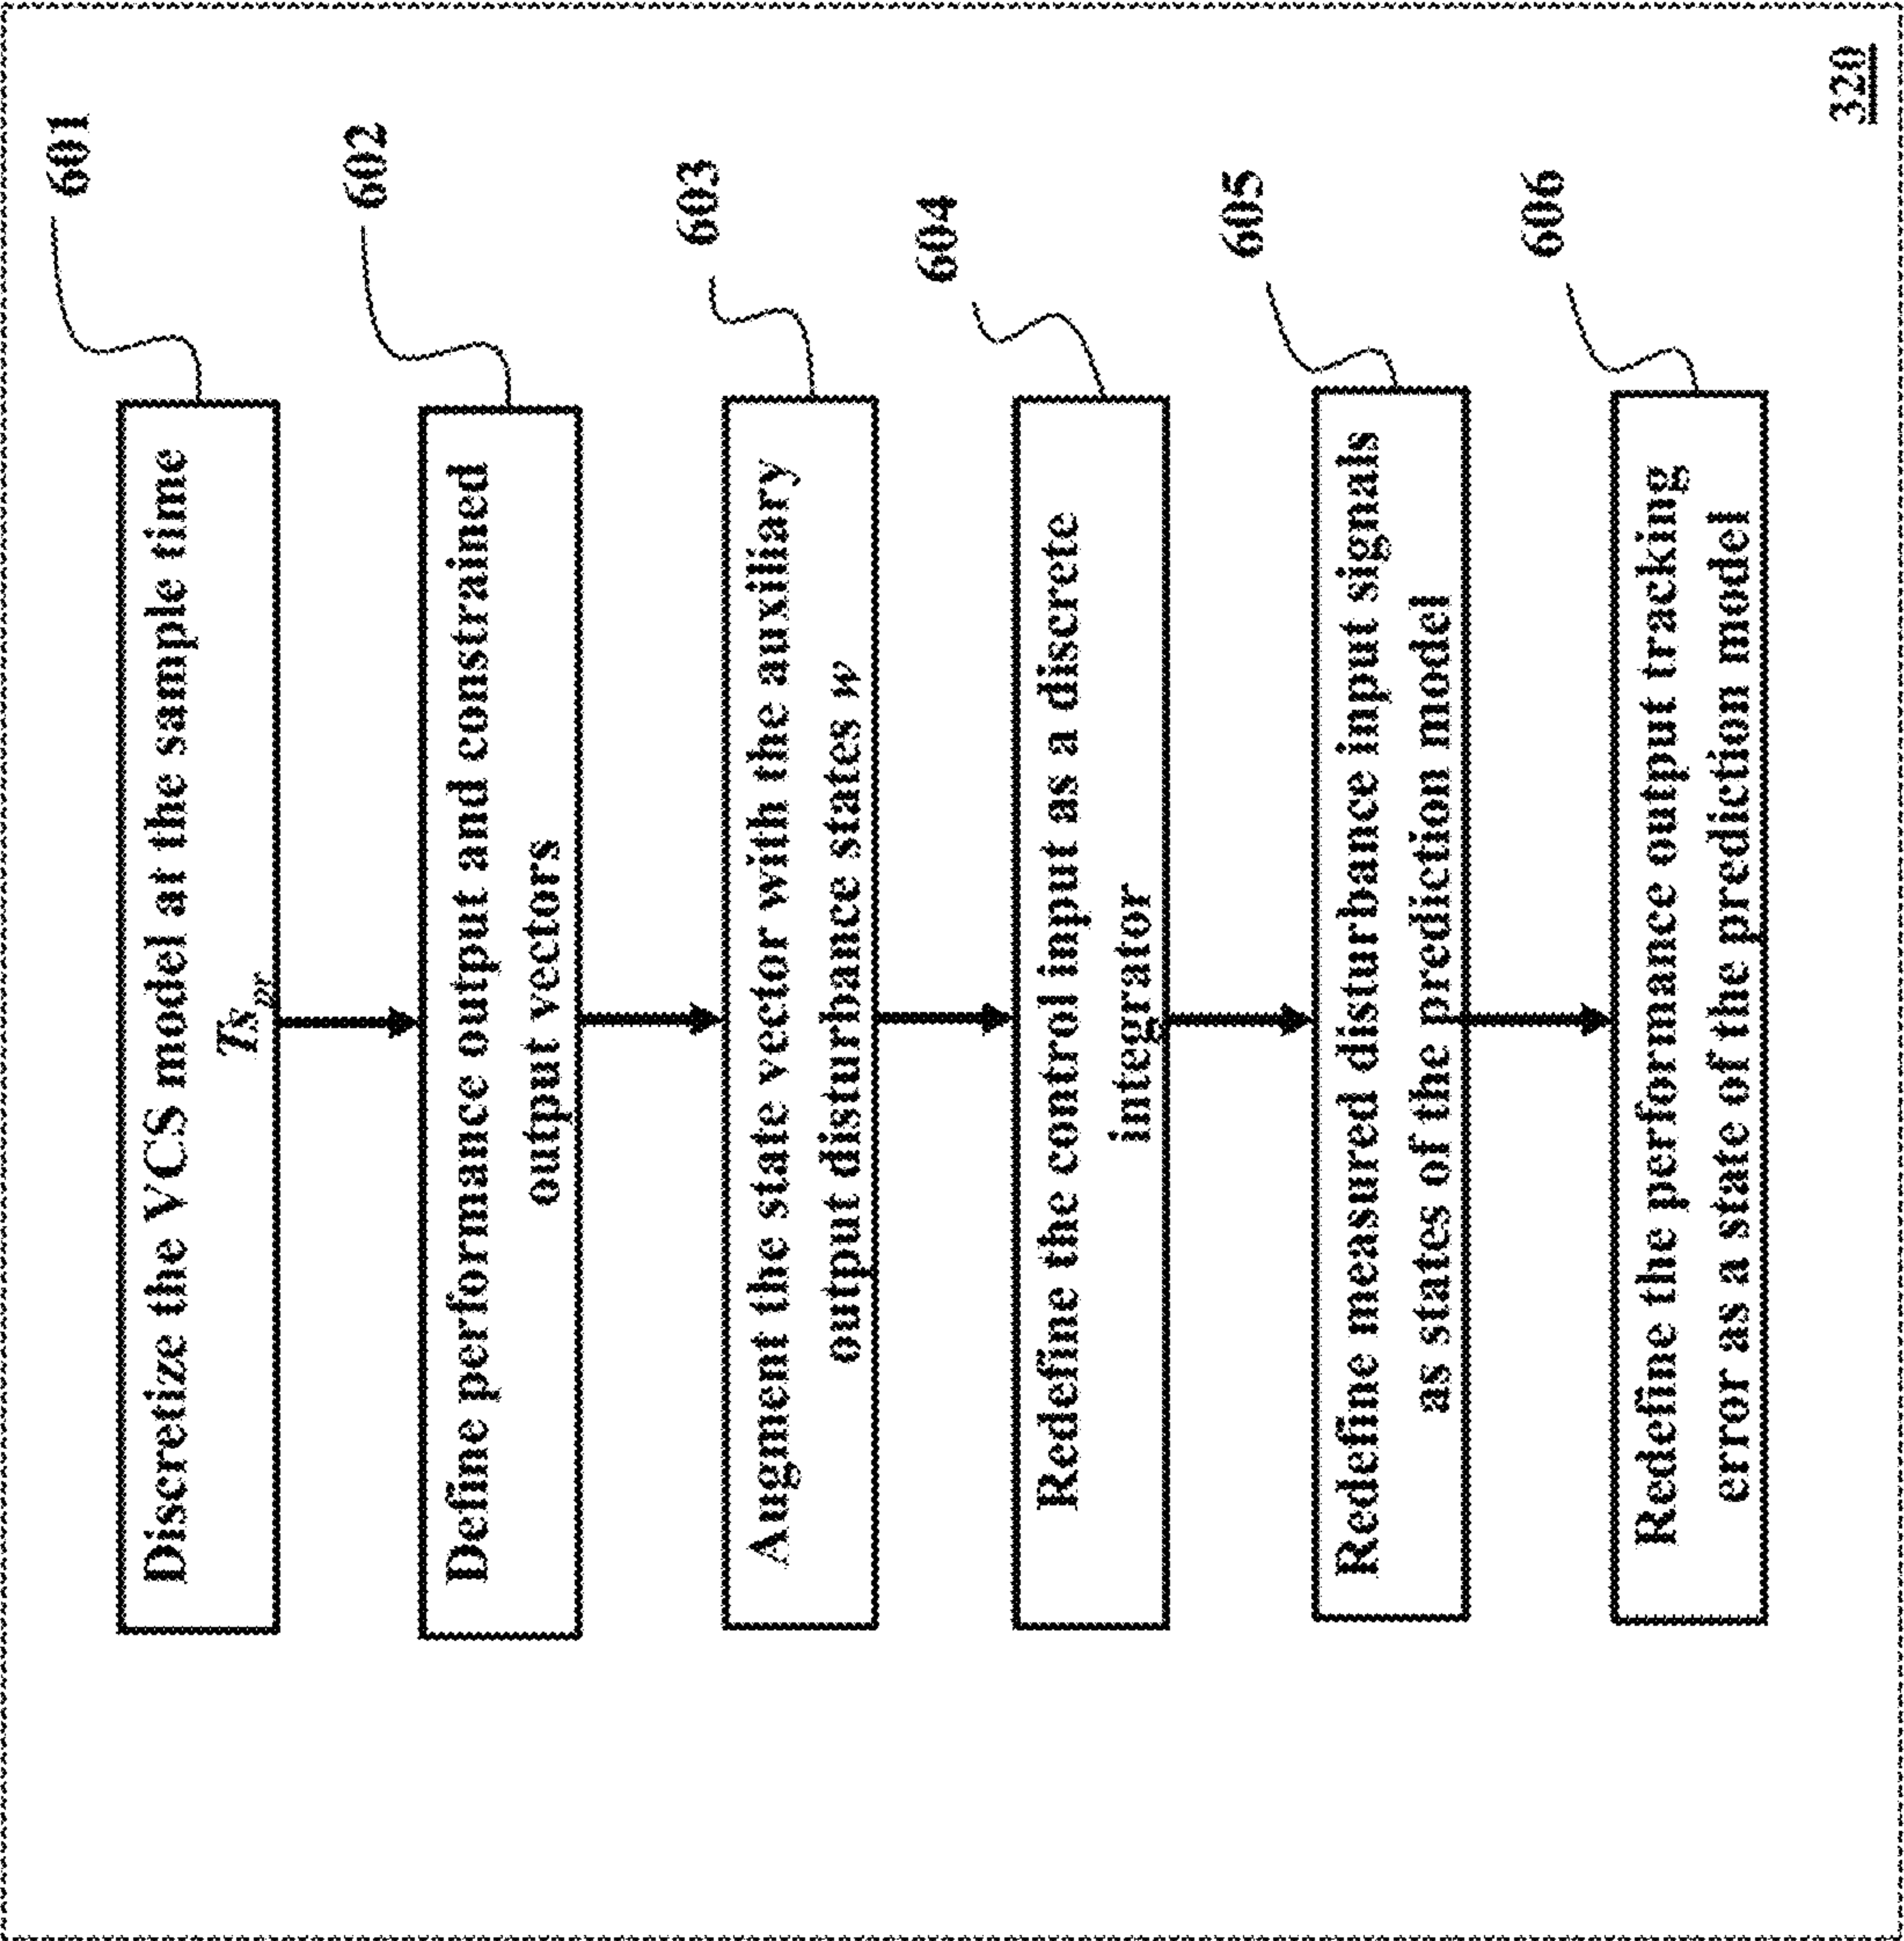 601
Discretize the VCS model at the sample time
Ts_pr
602
Define performance output and constrained
output vectors
603
Augment the state vector with the auxiliary
output disturbance states w
604
Redefine the control input as a discrete
integrator
605
Redefine measured disturbance input signals
as states of the prediction model
606
Redefine the performance output tracking
error as a state of the prediction model
320